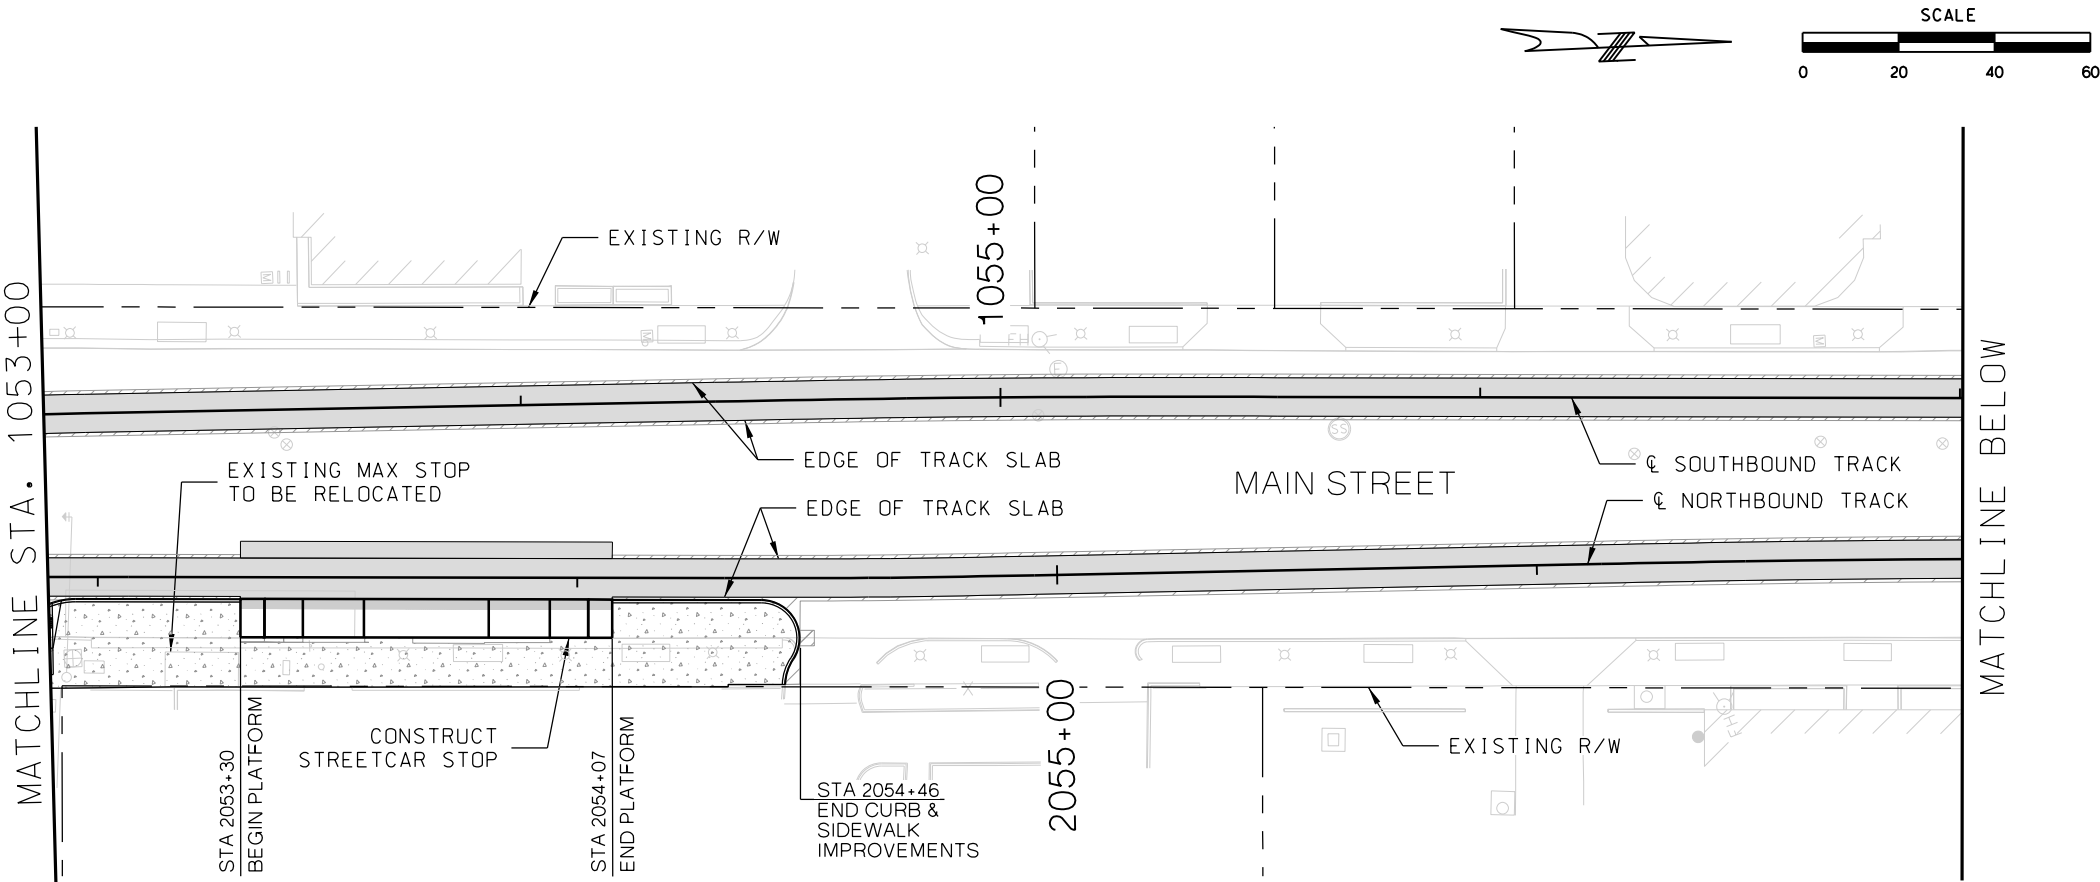 SCALE
0 20 40 60
1055+00
EXISTING R/W
MATCHLINE STA. 1053+00
M
M
FH
M
E
SS
EDGE OF TRACK SLAB
EXISTING MAX STOP
TO BE RELOCATED
MAIN STREET
℄ SOUTHBOUND TRACK
℄ NORTHBOUND TRACK
EDGE OF TRACK SLAB
MATCHLINE BELOW
CONSTRUCT
STREETCAR STOP
STA 2053+30
BEGIN PLATFORM
STA 2054+07
END PLATFORM
STA 2054+46
END CURB &
SIDEWALK
IMPROVEMENTS
2055+00
EXISTING R/W
FH